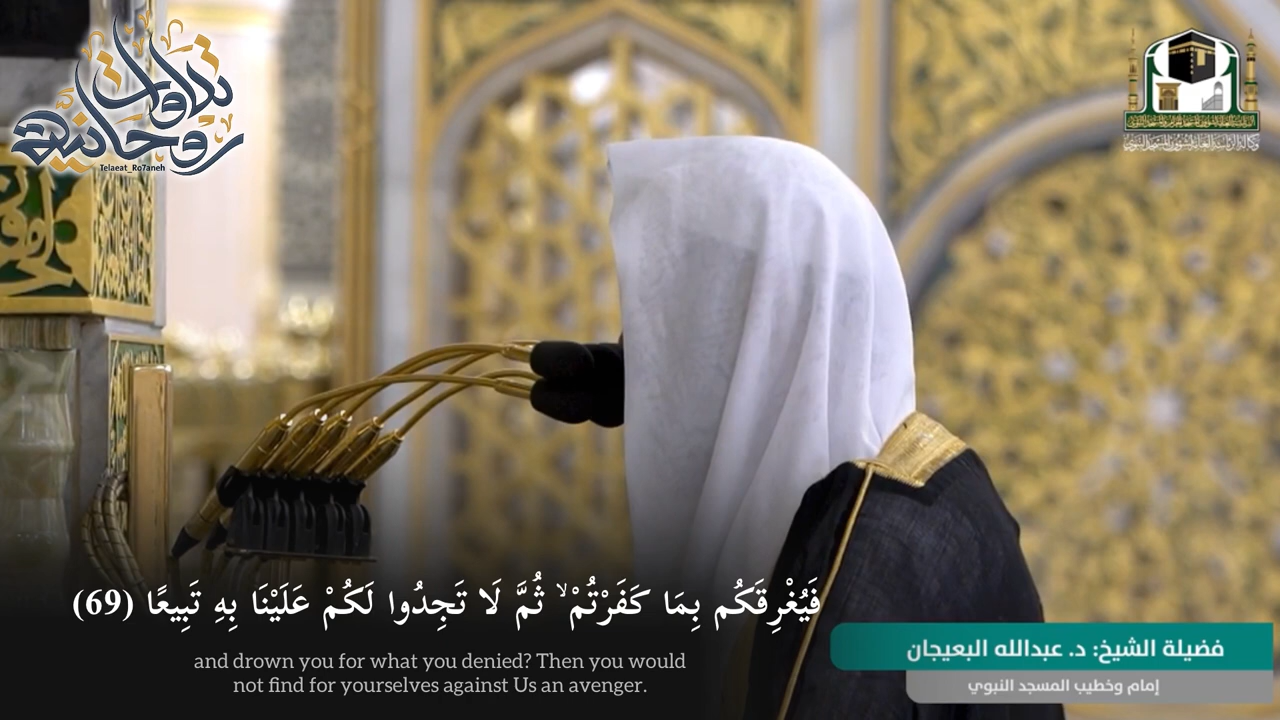 تلاوات
روحانية
Telaeat_Ro7aneh
فَيُغْرِقَكُم بِمَا كَفَرْتُمْ ۙ ثُمَّ لَا تَجِدُوا لَكُمْ عَلَيْنَا بِهِ تَبِيعًا (69)
and drown you for what you denied? Then you would
not find for yourselves against Us an avenger.
فضيلة الشيخ: د. عبدالله البعيجان
إمام وخطيب المسجد النبوي